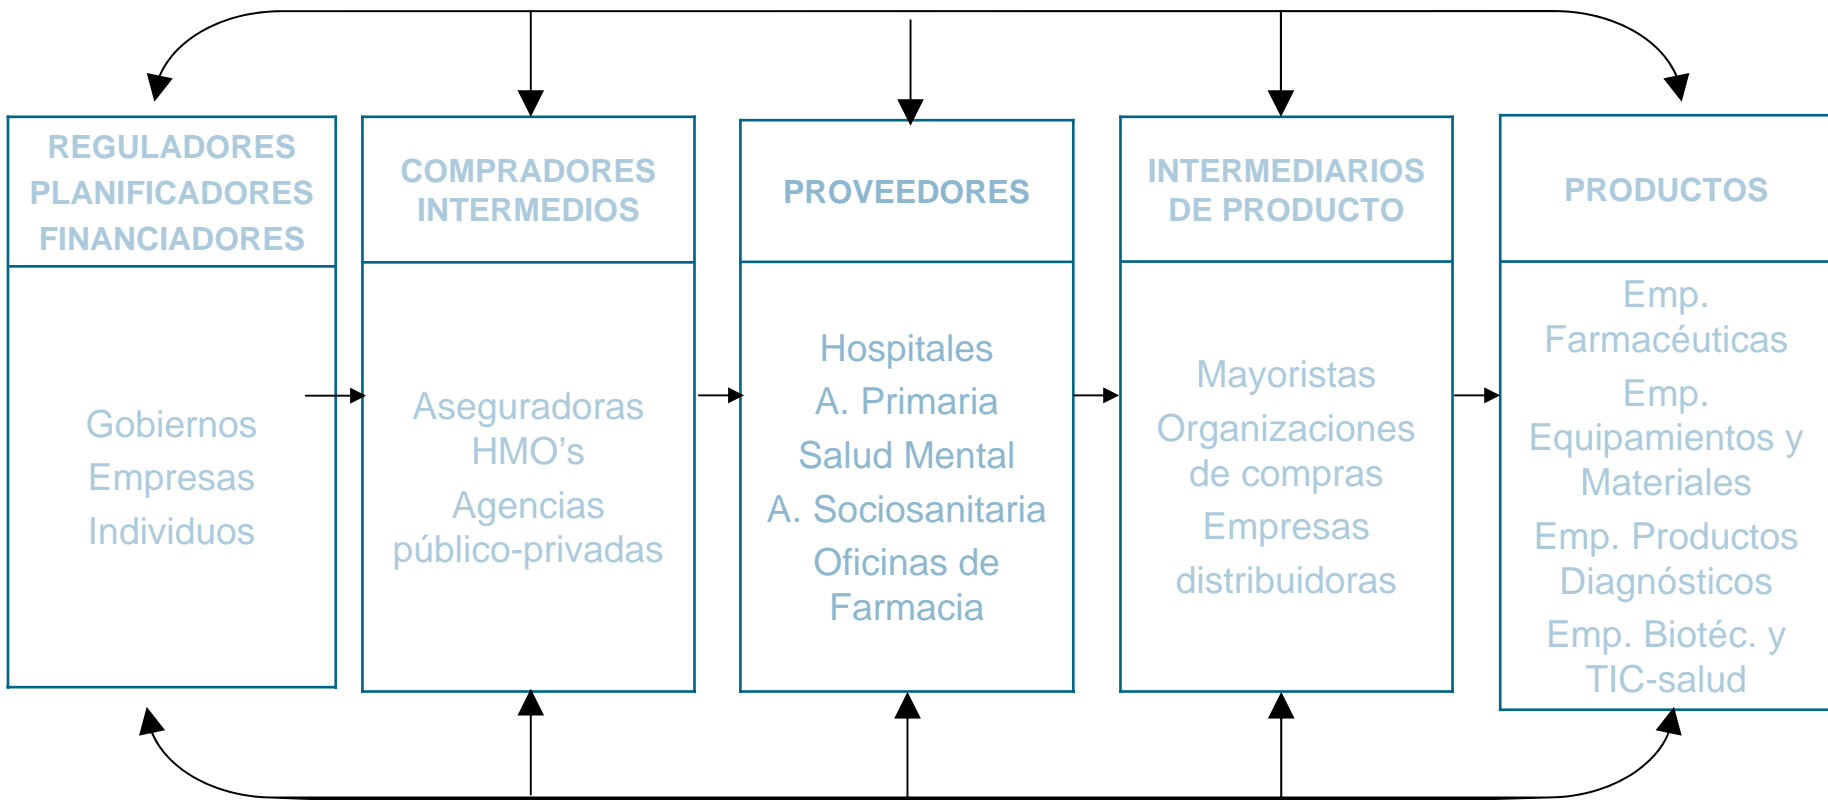 REGULADORES
PLANIFICADORES
FINANCIADORES
Gobiernos
Empresas
Individuos
COMPRADORES
INTERMEDIOS
Aseguradoras
HMO’s
Agencias
público-privadas
PROVEEDORES
Hospitales
A. Primaria
Salud Mental
A. Sociosanitaria
Oficinas de
Farmacia
INTERMEDIARIOS
DE PRODUCTO
Mayoristas
Organizaciones
de compras
Empresas
distribuidoras
PRODUCTOS
Emp.
Farmacéuticas
Emp.
Equipamientos y
Materiales
Emp. Productos
Diagnósticos
Emp. Biotéc. y
TIC-salud